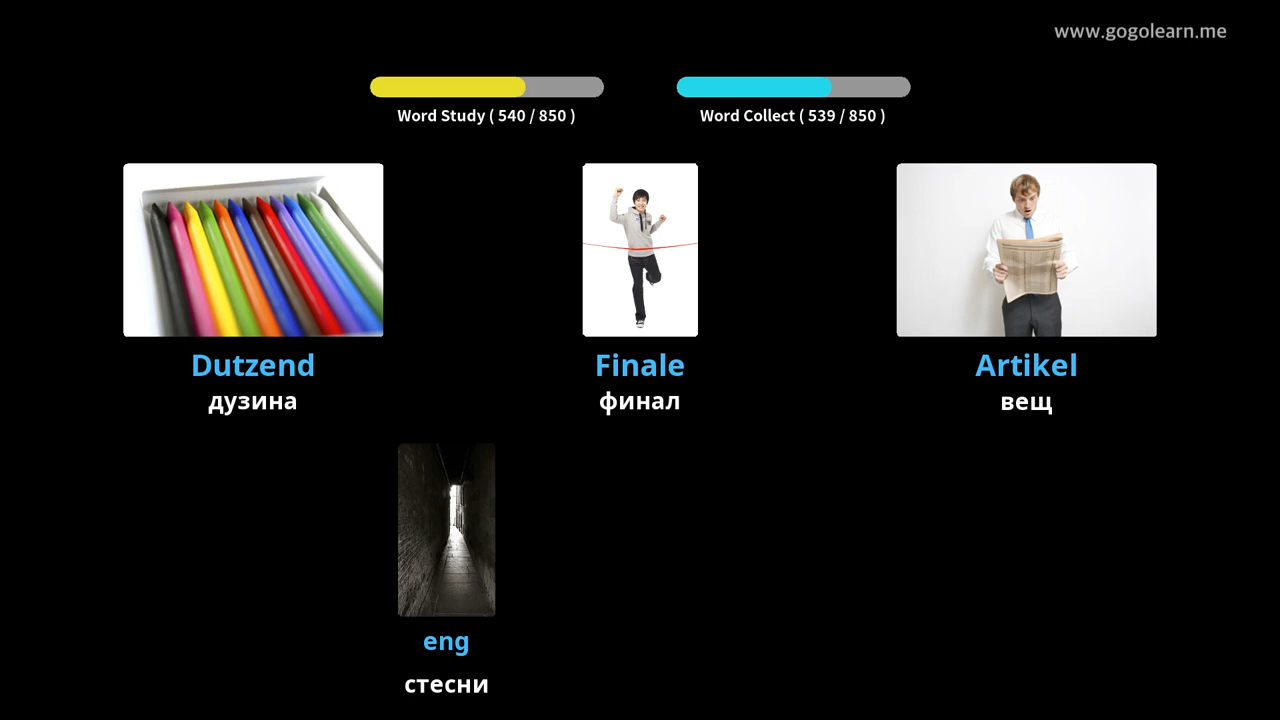 www.gogolearn.me
Word Study ( 540 / 850 )
Word Collect ( 539 / 850 )
Dutzend
дузина
Finale
финал
Artikel
вещ
eng
стесни